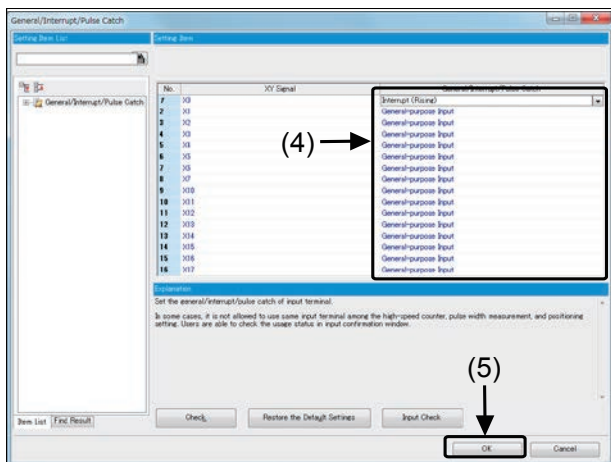 General/Interrupt/Pulse Catch
Setting Item List
Setting Item
General/Interrupt/Pulse Catch
No. XY Signal General/Interrupt/Pulse Catch
1 X0 Interrupt (Rising)
2 X1 General-purpose Input
3 X2 General-purpose Input
4 X3 General-purpose Input
5 X4 General-purpose Input
6 X5 General-purpose Input
7 X6 General-purpose Input
8 X7 General-purpose Input
9 X10 General-purpose Input
10 X11 General-purpose Input
11 X12 General-purpose Input
12 X13 General-purpose Input
13 X14 General-purpose Input
14 X15 General-purpose Input
15 X16 General-purpose Input
16 X17 General-purpose Input
(4)
Explanation
Set the general/interrupt/pulse catch of input terminal.
In some cases, it is not allowed to use same input terminal among the high-speed counter, pulse width measurement, and positioning
setting. Users are able to check the usage status in input confirmation window.
(5)
Item List Find Result
Check Restore the Default Settings Input Check
OK Cancel